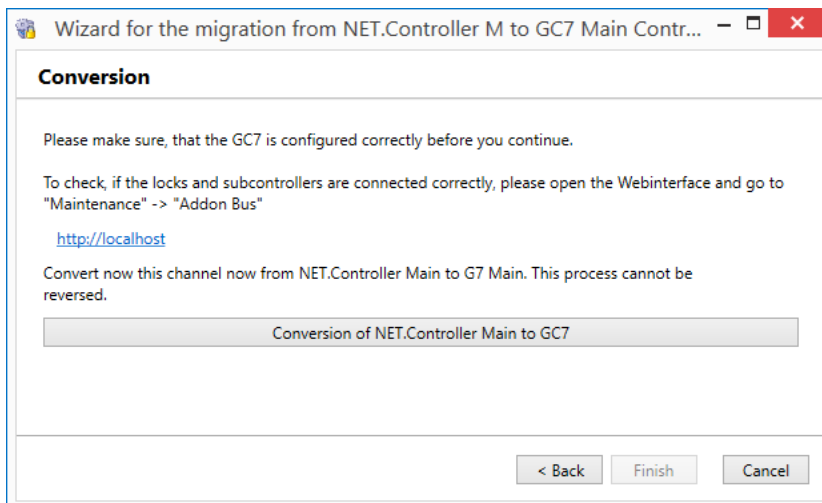 Wizard for the migration from NET.Controller M to GC7 Main Contr...
Conversion
Please make sure, that the GC7 is configured correctly before you continue.
To check, if the locks and subcontrollers are connected correctly, please open the Webinterface and go to
"Maintenance" -> "Addon Bus"
http://localhost
Convert now this channel now from NET.Controller Main to G7 Main. This process cannot be
reversed.
Conversion of NET.Controller Main to GC7
< Back Finish Cancel